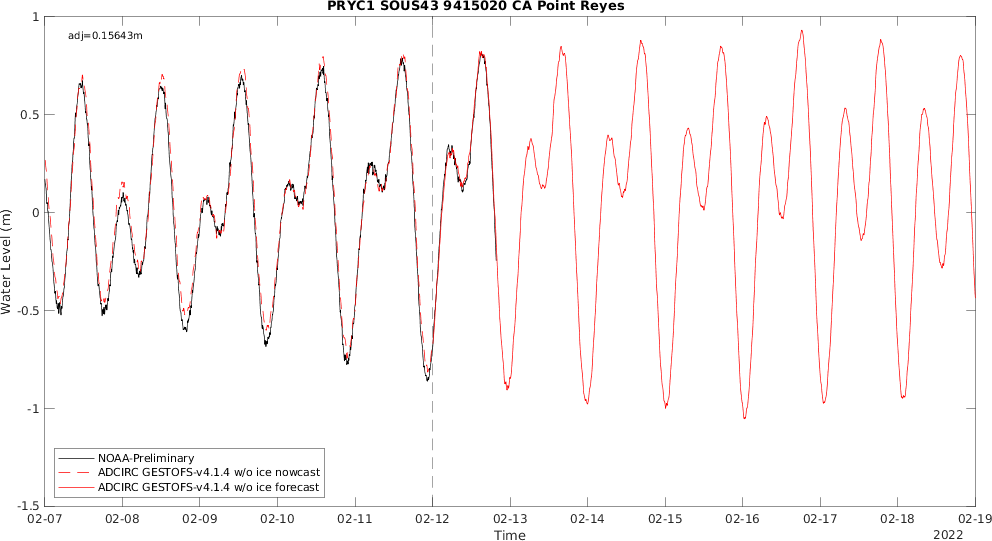 PRYC1 SOUS43 9415020 CA Point Reyes
adj=0.15643m
1
0.5
0
-0.5
-1
-1.5
Water Level (m)
NOAA-Preliminary
ADCIRC GESTOFS-v4.1.4 w/o ice nowcast
ADCIRC GESTOFS-v4.1.4 w/o ice forecast
02-07 02-08 02-09 02-10 02-11 02-12 02-13 02-14 02-15 02-16 02-17 02-18 02-19
Time
2022